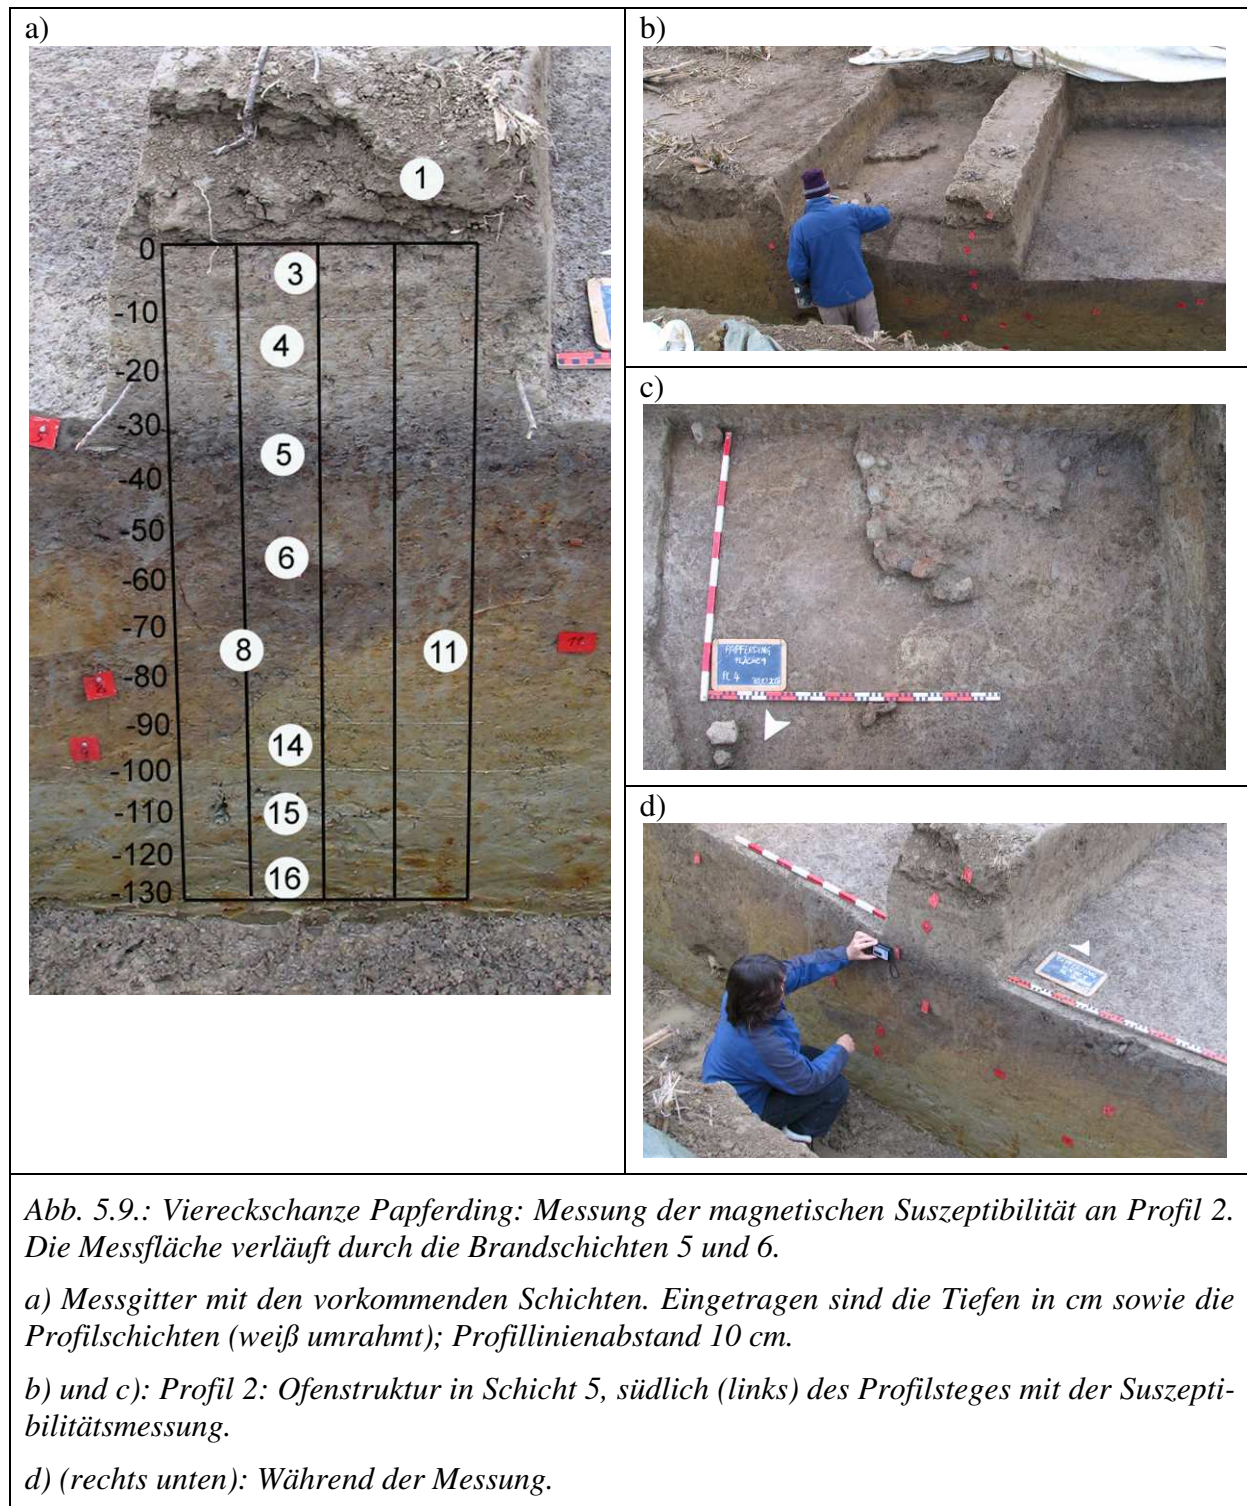 a)
1
0
3
-10
4
-20
-30
5
-40
-50
6
-60
-70
8
11
-80
-90
14
-100
-110
15
-120
16
-130
b)
c)
PAPFERDING
FLÄCHE 1
d)
Abb. 5.9.: Viereckschanze Papferding: Messung der magnetischen Suszeptibilität an Profil 2.
Die Messfläche verläuft durch die Brandschichten 5 und 6.
a) Messgitter mit den vorkommenden Schichten. Eingetragen sind die Tiefen in cm sowie die
Profilschichten (weiß umrahmt); Profillinienabstand 10 cm.
b) und c): Profil 2: Ofenstruktur in Schicht 5, südlich (links) des Profilsteges mit der Suszepti-
bilitätsmessung.
d) (rechts unten): Während der Messung.